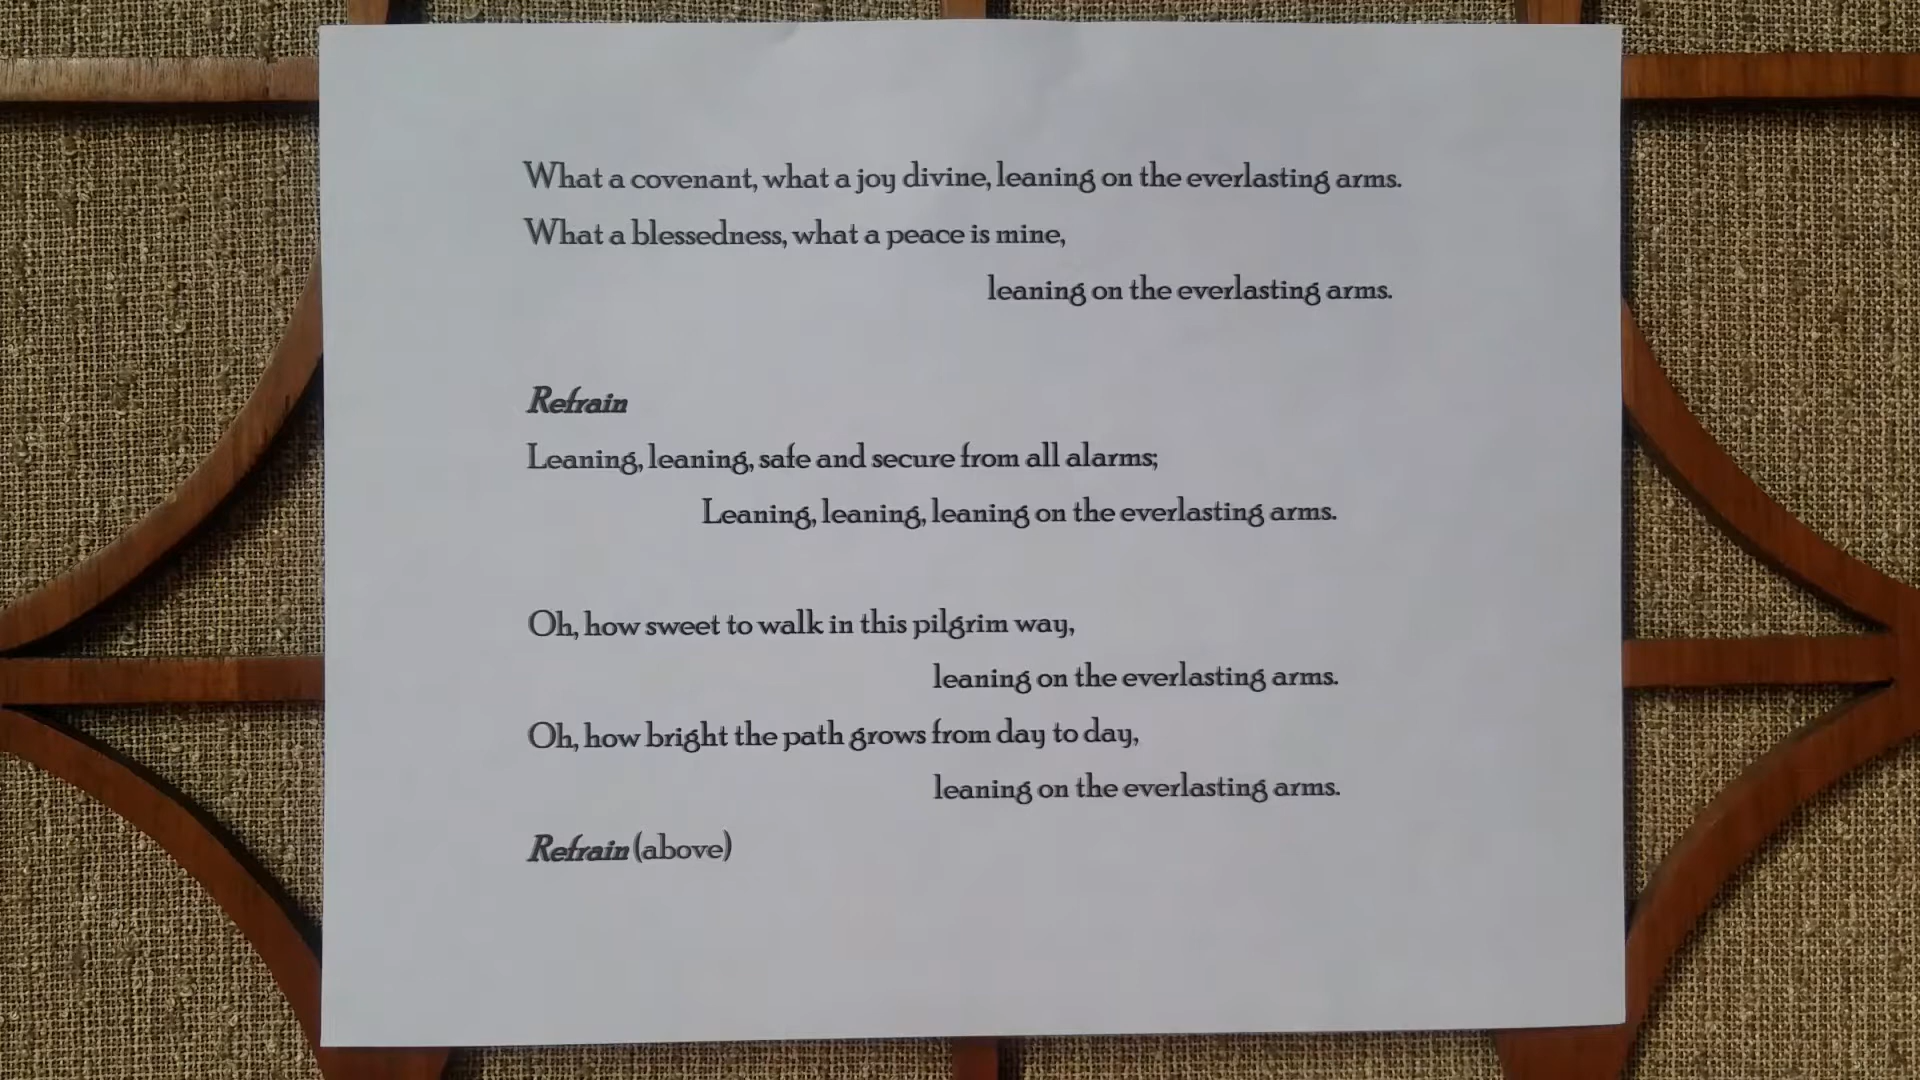 What a covenant, what a joy divine, leaning on the everlasting arms.
What a blessedness, what a peace is mine,
leaning on the everlasting arms.
Refrain
Leaning, leaning, safe and secure from all alarms;
Leaning, leaning, leaning on the everlasting arms.
Oh, how sweet to walk in this pilgrim way,
leaning on the everlasting arms.
Oh, how bright the path grows from day to day,
leaning on the everlasting arms.
Refrain (above)